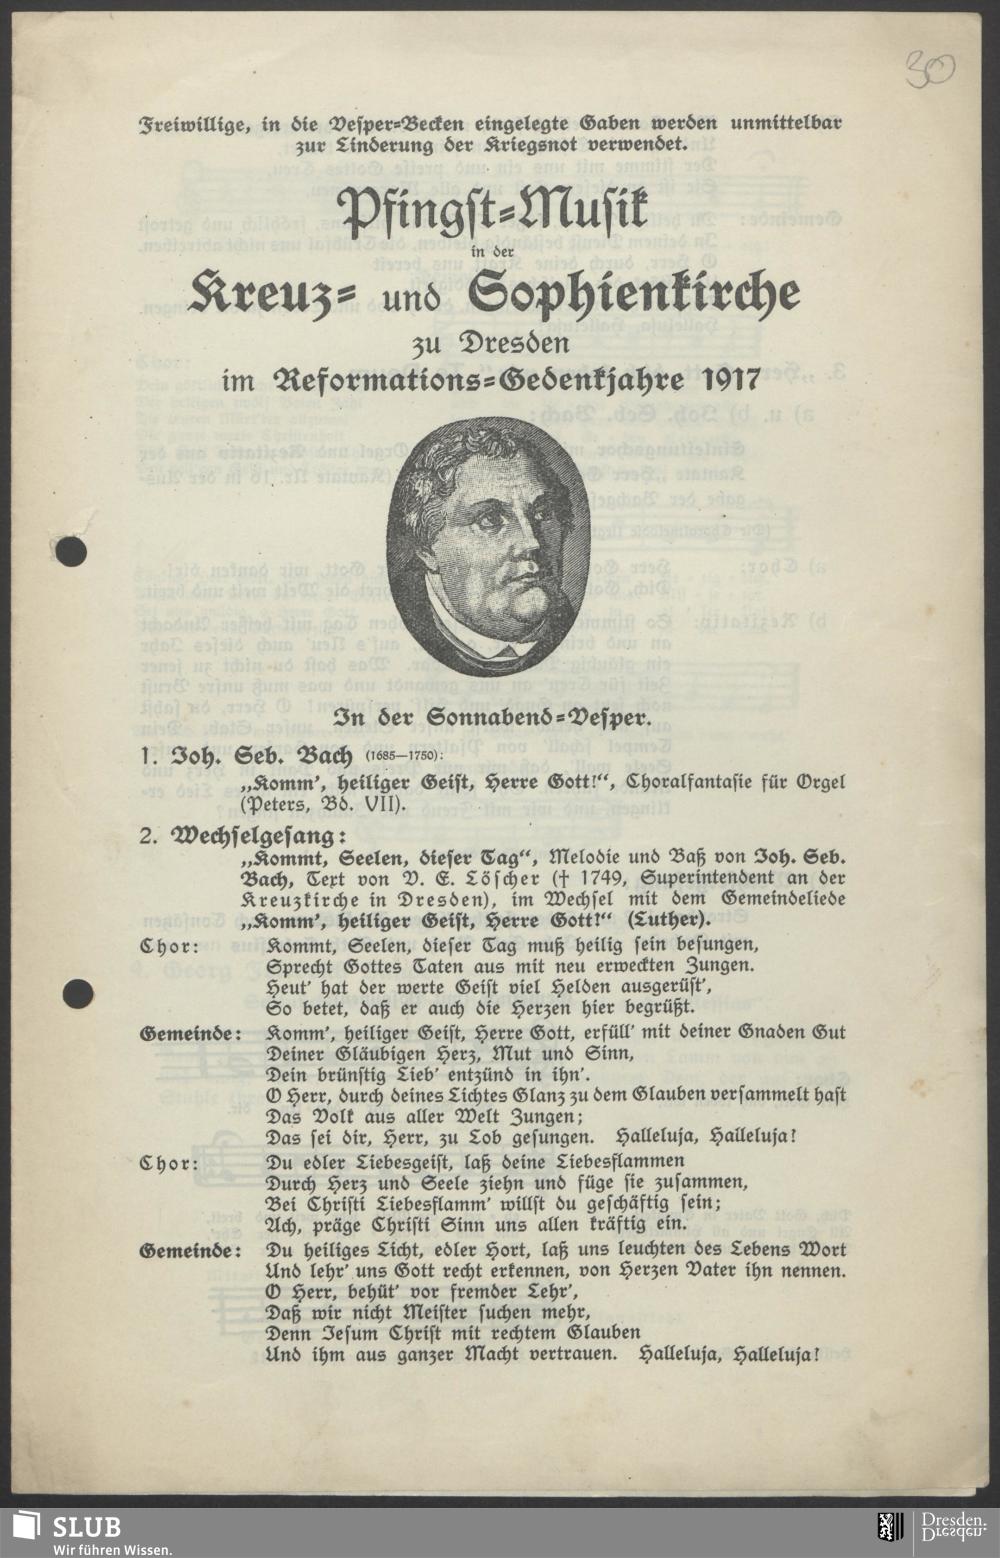 30
Freiwillige, in die Vesper-Becken eingelegte Gaben werden unmittelbar
zur Linderung der Kriegsnot verwendet.
Pfingst-Musik
in der
Kreuz- und Sophienkirche
zu Dresden
im Reformations-Gedenkjahre 1917
In der Sonnabend-Vesper.
1. Joh. Seb. Bach (1685—1750):
„Komm', heiliger Geist, Herre Gott!“, Choralfantasie für Orgel
(Peters, Bd. VII).
2. Wechselgesang:
„Kommt, Seelen, dieser Tag“, Melodie und Baß von Joh. Seb.
Bach, Text von V. E. Löscher († 1749, Superintendent an der
Kreuzkirche in Dresden), im Wechsel mit dem Gemeindeliede
„Komm', heiliger Geist, Herre Gott!“ (Luther).
Chor: Kommt, Seelen, dieser Tag muß heilig sein besungen,
Sprecht Gottes Taten aus mit neu erweckten Zungen.
Heut' hat der werte Geist viel Helden ausgerüst',
So betet, daß er auch die Herzen hier begrüßt.
Gemeinde: Komm', heiliger Geist, Herre Gott, erfüll' mit deiner Gnaden Gut
Deiner Gläubigen Herz, Mut und Sinn,
Dein brünstig Lieb' entzünd in ihn'.
O Herr, durch deines Lichtes Glanz zu dem Glauben versammelt hast
Das Volk aus aller Welt Zungen;
Das sei dir, Herr, zu Lob gesungen. Halleluja, Halleluja!
Chor: Du edler Liebesgeist, laß deine Liebesflammen
Durch Herz und Seele ziehn und füge sie zusammen,
Bei Christi Liebesflamm' willst du geschäftig sein;
Ach, präge Christi Sinn uns allen kräftig ein.
Gemeinde: Du heiliges Licht, edler Hort, laß uns leuchten des Lebens Wort
Und lehr' uns Gott recht erkennen, von Herzen Vater ihn nennen.
O Herr, behüt' vor fremder Lehr',
Daß wir nicht Meister suchen mehr,
Denn Jesum Christ mit rechtem Glauben
Und ihm aus ganzer Macht vertrauen. Halleluja, Halleluja!
SLUB
Wir führen Wissen.
Dresden.